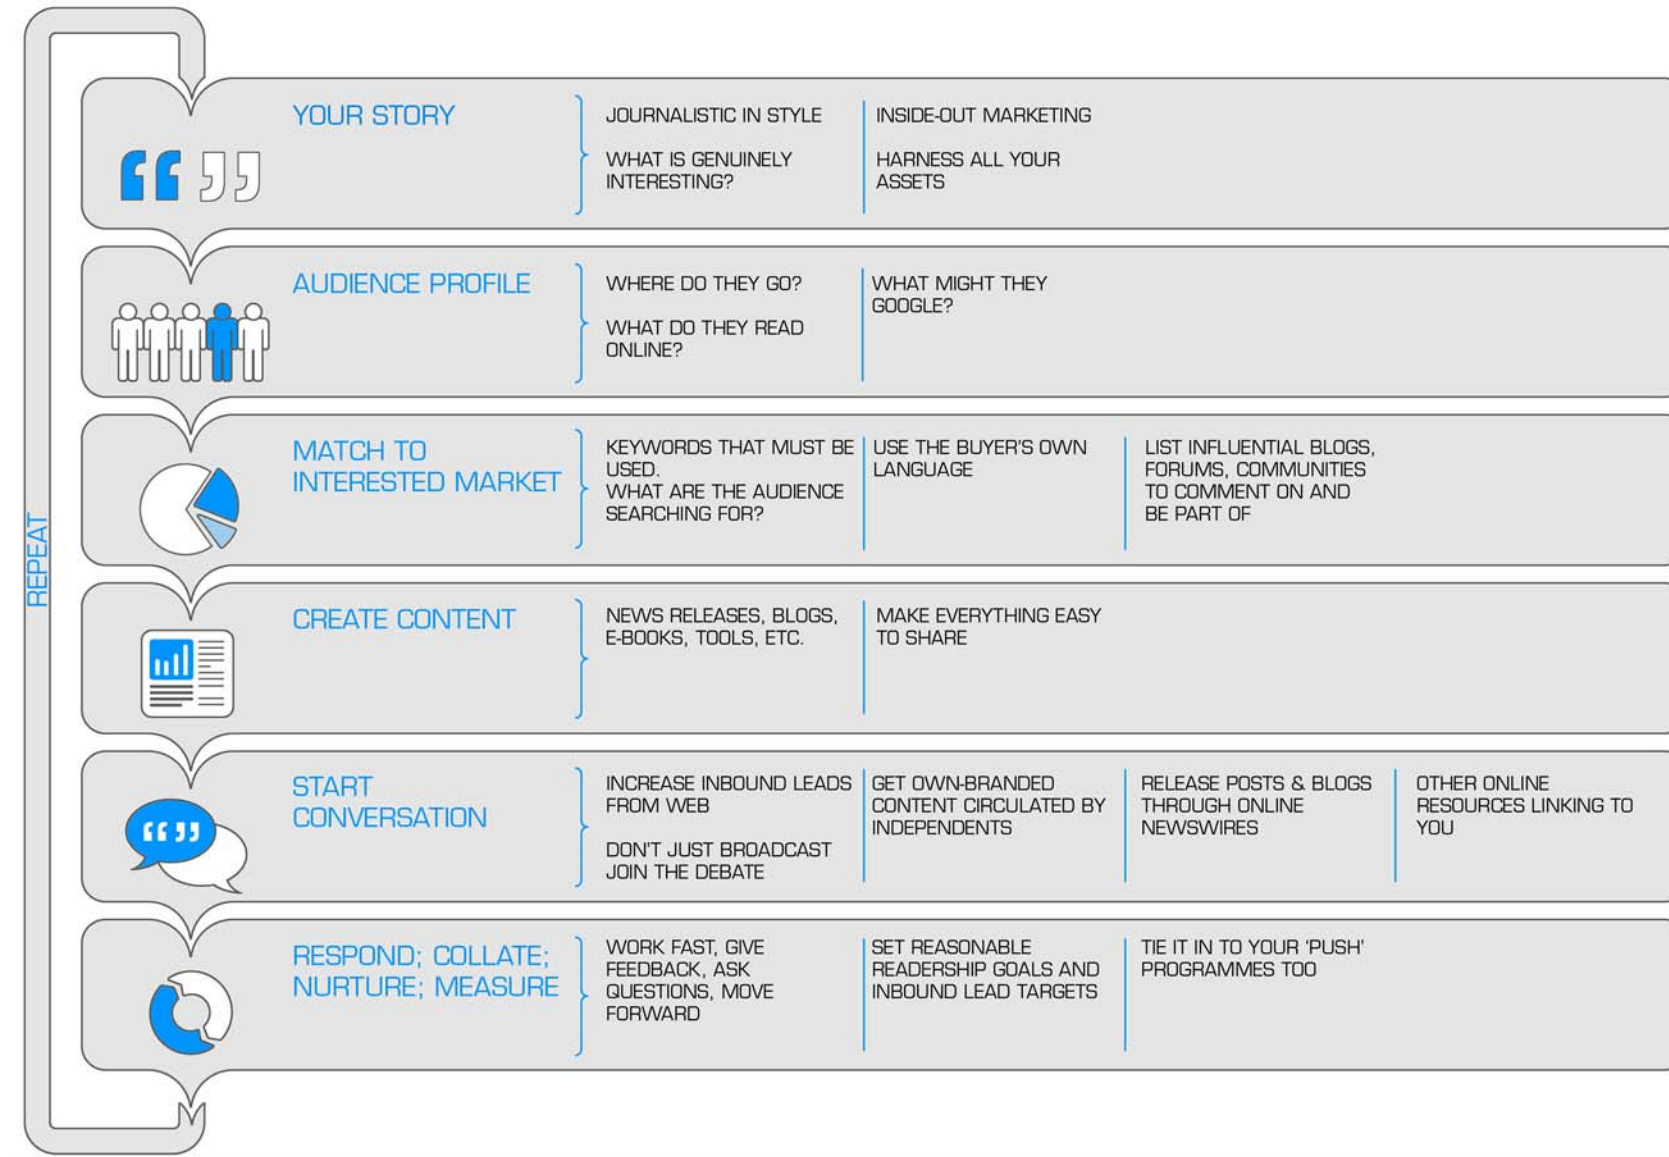 REPEAT
YOUR STORY
JOURNALISTIC IN STYLE
WHAT IS GENUINELY
INTERESTING?
INSIDE-OUT MARKETING
HARNESS ALL YOUR
ASSETS
AUDIENCE PROFILE
WHERE DO THEY GO?
WHAT DO THEY READ
ONLINE?
WHAT MIGHT THEY
GOOGLE?
MATCH TO
INTERESTED MARKET
KEYWORDS THAT MUST BE
USED.
WHAT ARE THE AUDIENCE
SEARCHING FOR?
USE THE BUYER'S OWN
LANGUAGE
LIST INFLUENTIAL BLOGS,
FORUMS, COMMUNITIES
TO COMMENT ON AND
BE PART OF
CREATE CONTENT
NEWS RELEASES, BLOGS,
E-BOOKS, TOOLS, ETC.
MAKE EVERYTHING EASY
TO SHARE
START
CONVERSATION
INCREASE INBOUND LEADS
FROM WEB
DON'T JUST BROADCAST
JOIN THE DEBATE
GET OWN-BRANDED
CONTENT CIRCULATED BY
INDEPENDENTS
RELEASE POSTS & BLOGS
THROUGH ONLINE
NEWSWIRES
OTHER ONLINE
RESOURCES LINKING TO
YOU
RESPOND; COLLATE;
NURTURE; MEASURE
WORK FAST, GIVE
FEEDBACK, ASK
QUESTIONS, MOVE
FORWARD
SET REASONABLE
READERSHIP GOALS AND
INBOUND LEAD TARGETS
TIE IT IN TO YOUR 'PUSH'
PROGRAMMES TOO